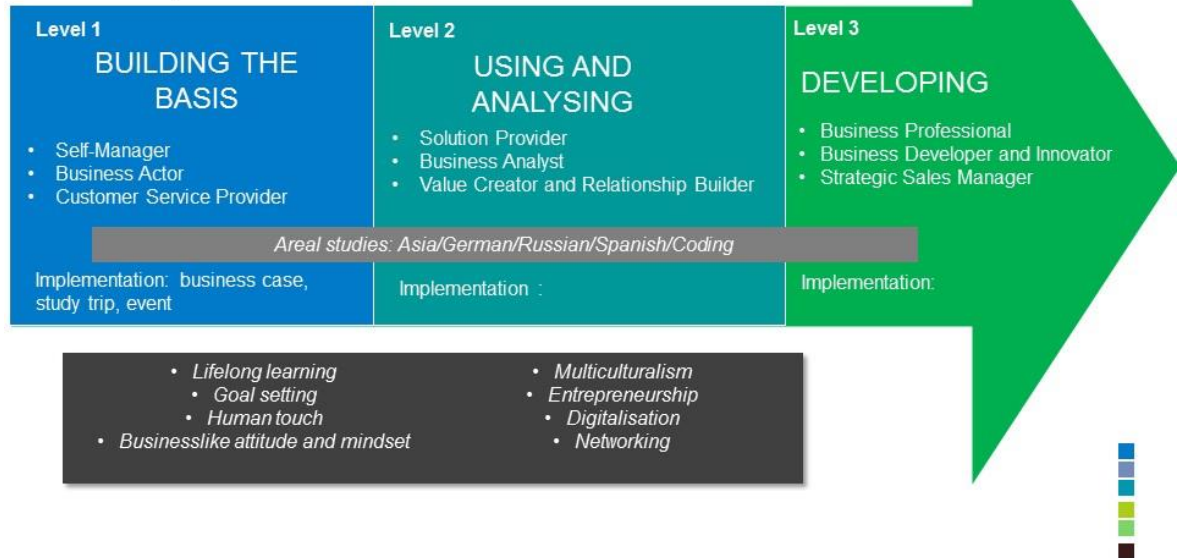 Level 1
BUILDING THE
BASIS
• Self-Manager
• Business Actor
• Customer Service Provider
Implementation: business case,
study trip, event
Level 2
USING AND
ANALYSING
• Solution Provider
• Business Analyst
• Value Creator and Relationship Builder
Implementation :
Level 3
DEVELOPING
• Business Professional
• Business Developer and Innovator
• Strategic Sales Manager
Implementation:
Areal studies: Asia/German/Russian/Spanish/Coding
• Lifelong learning
• Goal setting
• Human touch
• Businesslike attitude and mindset
• Multiculturalism
• Entrepreneurship
• Digitalisation
• Networking